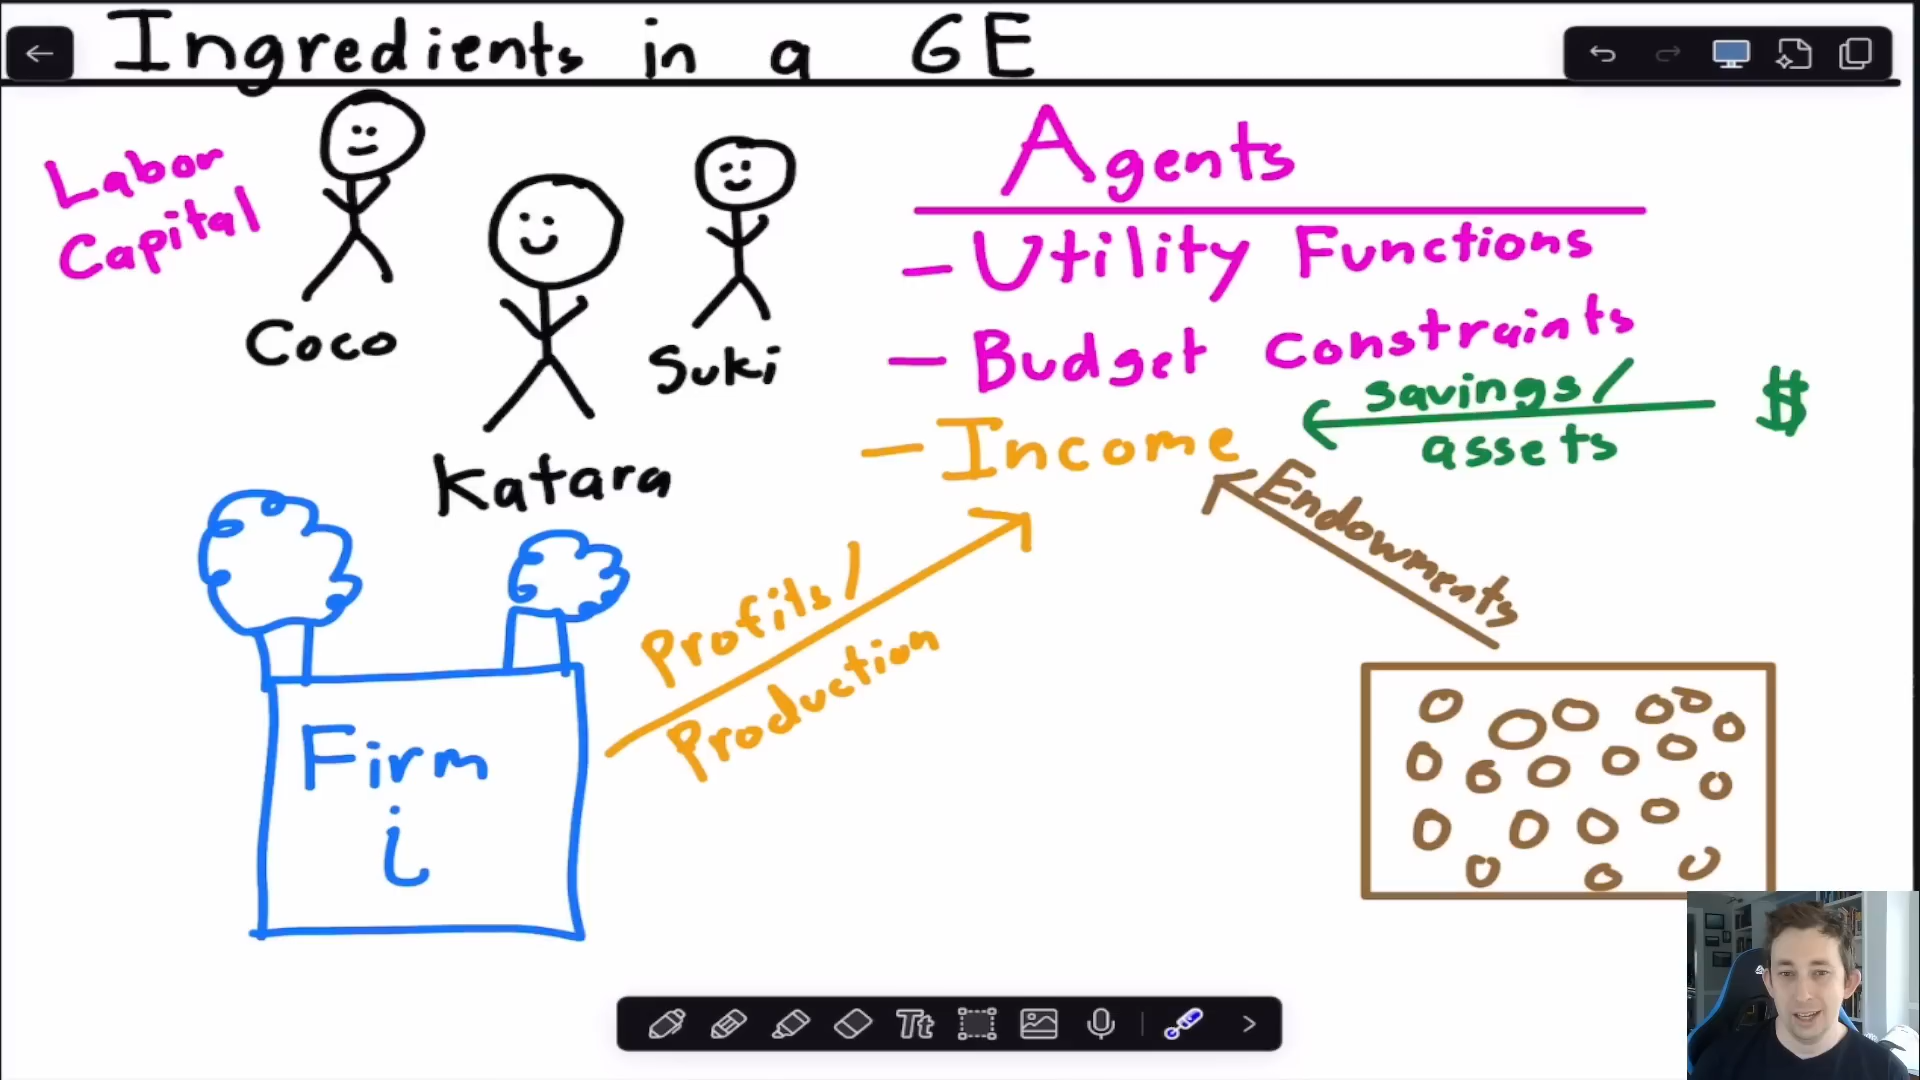 Ingredients in a GE
Labor
Capital
Coco
Katara
Suki
Agents
- Utility Functions
- Budget Constraints
- Income
savings/
assets
$
Endowments
Profits/
Production
Firm
i
Tt